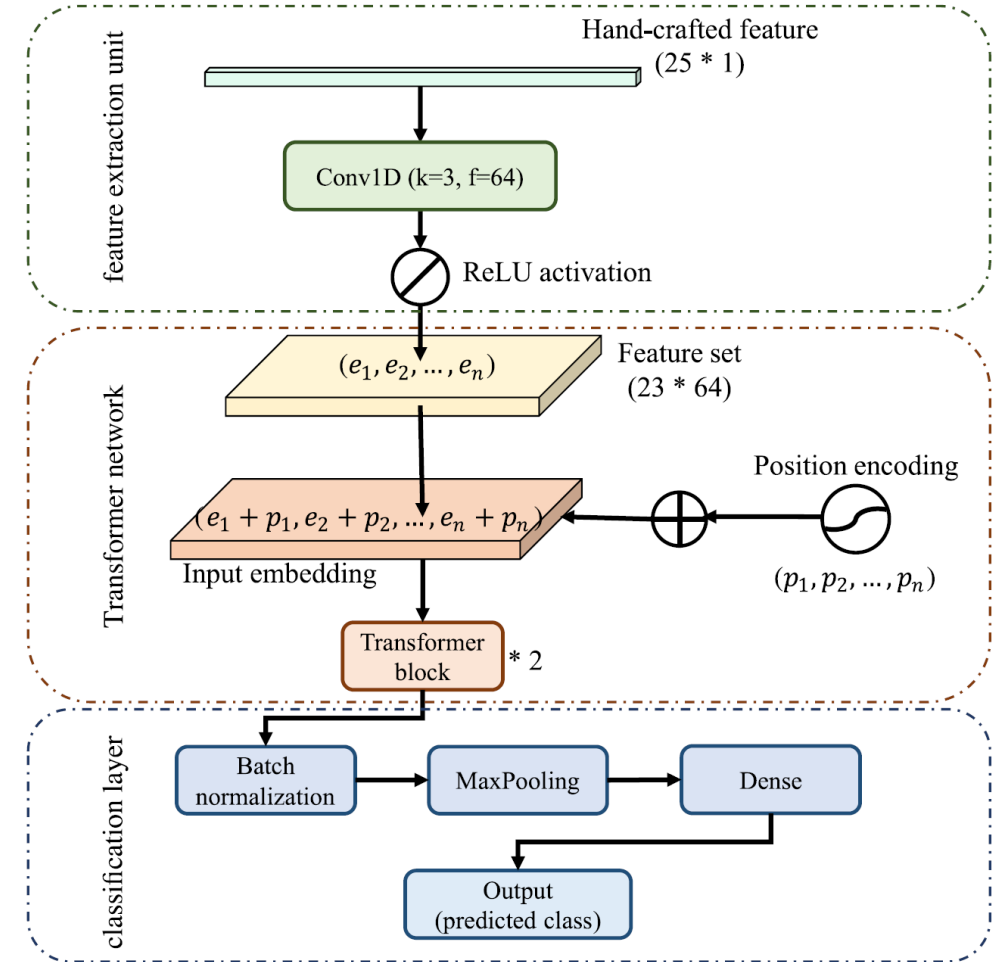 feature extraction unit
Hand-crafted feature
(25 * 1)
Conv1D (k=3, f=64)
ReLU activation
Transformer network
(e₁, e₂, ..., eₙ)
Feature set
(23 * 64)
Position encoding
(e₁ + p₁, e₂ + p₂, ..., eₙ + pₙ)
Input embedding
(p₁, p₂, ..., pₙ)
Transformer
block
* 2
classification layer
Batch
normalization
MaxPooling
Dense
Output
(predicted class)